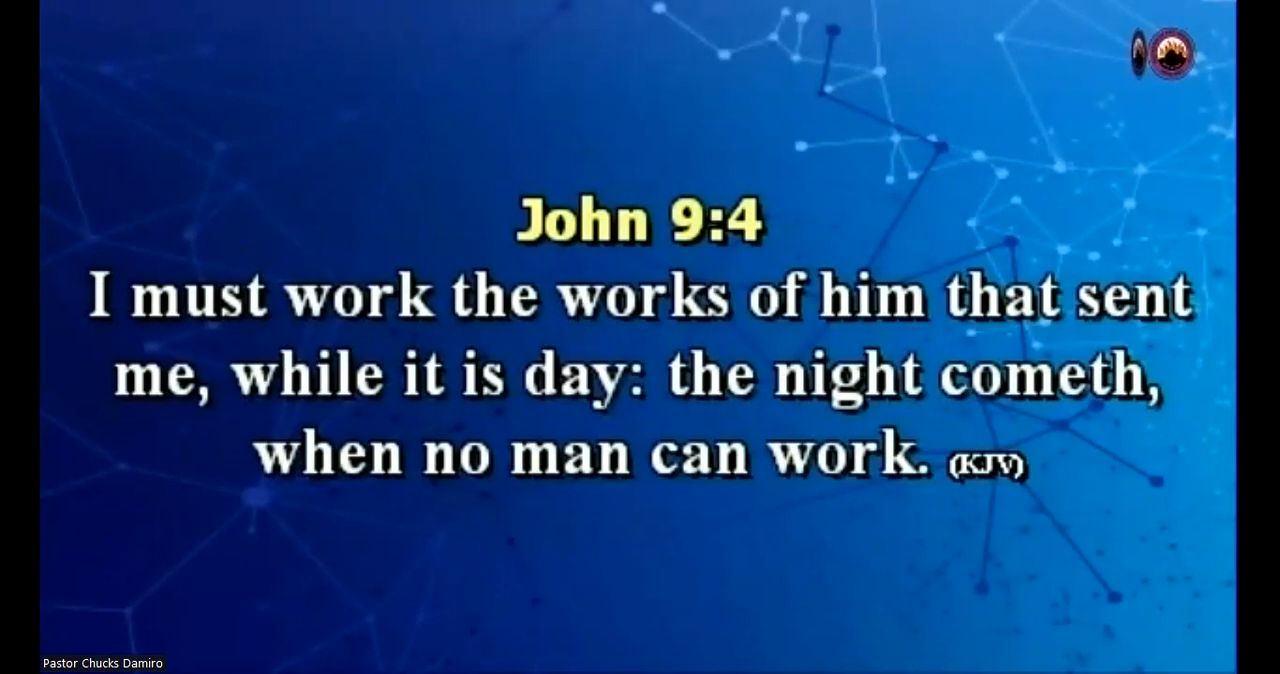 John 9:4
I must work the works of him that sent
me, while it is day: the night cometh,
when no man can work. (KJV)
Pastor Chucks Damiro